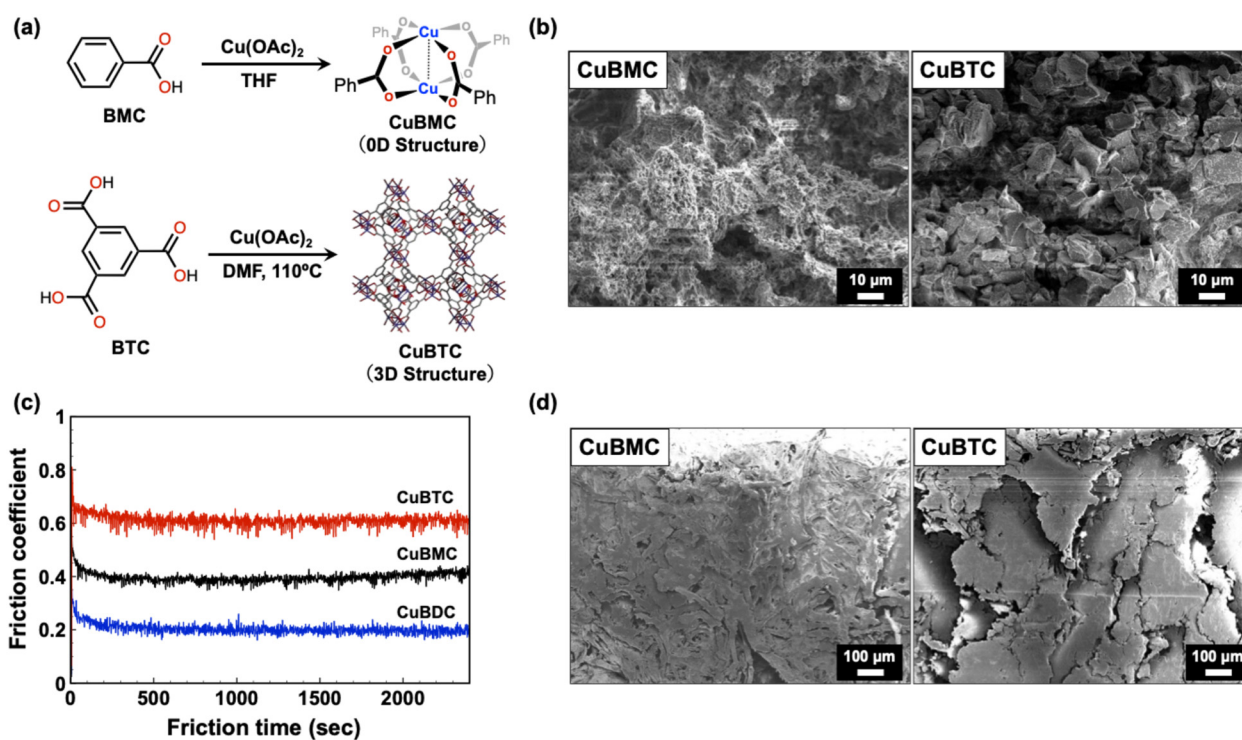 (a)
O
OH
BMC
Cu(OAc)2
THF
Ph
O
Cu
O
O
O
Ph
O
O
O
O
Ph
Cu
Ph
CuBMC
(0D Structure)
OH
O
O
OH
HO
O
BTC
Cu(OAc)2
DMF, 110ºC
CuBTC
(3D Structure)
(b)
CuBMC
10 µm
CuBTC
10 µm
(c)
Friction coefficient
1
0.8
0.6
0.4
0.2
0
CuBTC
CuBMC
CuBDC
0 500 1000 1500 2000
Friction time (sec)
(d)
CuBMC
100 µm
CuBTC
100 µm